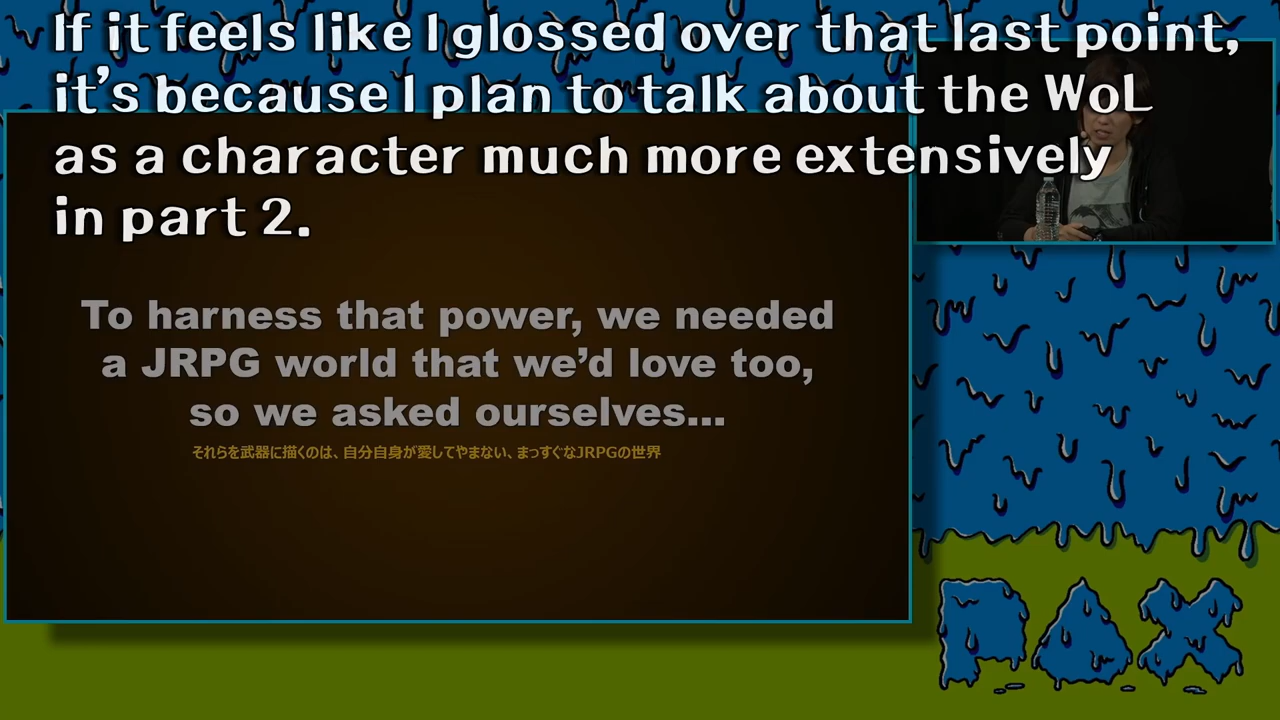 If it feels like I glossed over that last point,
it's because I plan to talk about the WoL
as a character much more extensively
in part 2.
To harness that power, we needed
a JRPG world that we'd love too,
so we asked ourselves...
それらを武器に描くのは、自分自身が愛してやまない、まっすぐなJRPGの世界
PAX